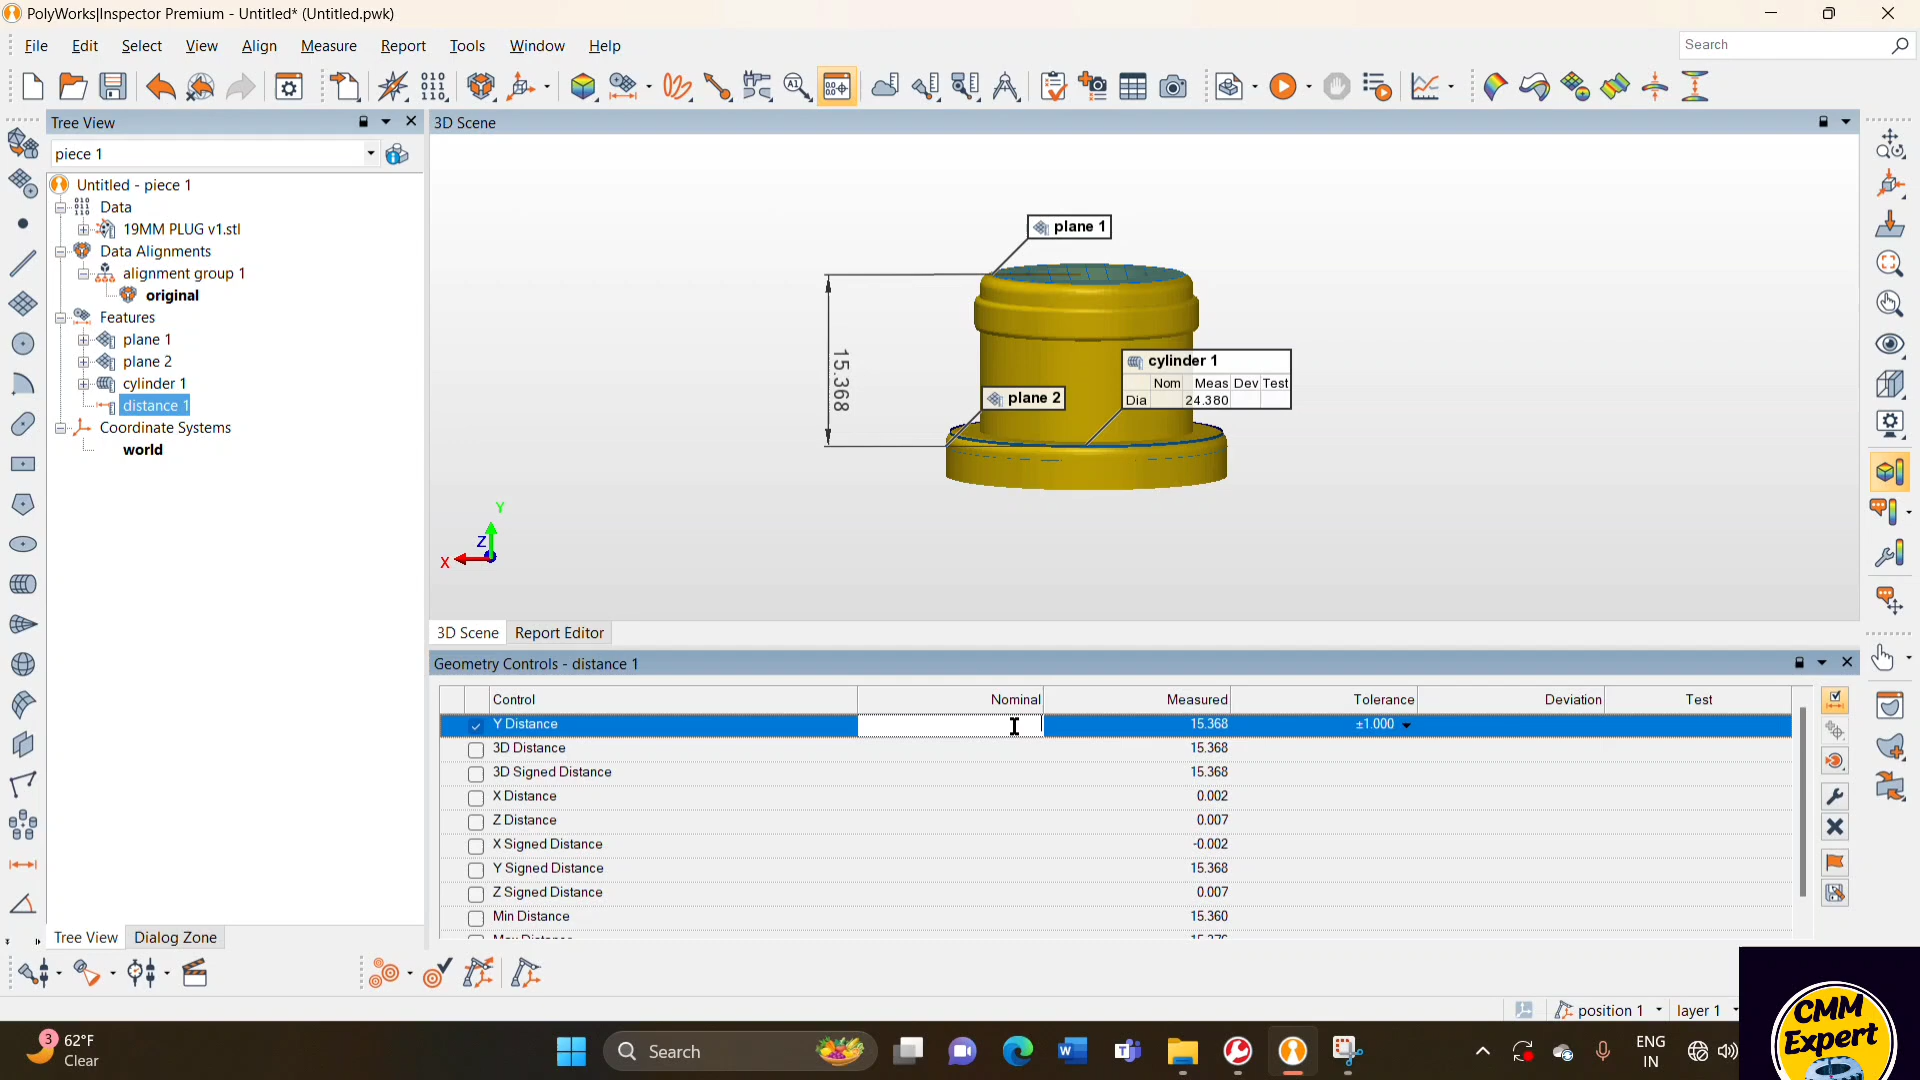 PolyWorks|Inspector Premium - Untitled* (Untitled.pwk)
File Edit Select View Align Measure Report Tools Window Help
Search
Tree View
3D Scene
piece 1
Untitled - piece 1
Data
19MM PLUG v1.stl
Data Alignments
alignment group 1
original
Features
plane 1
plane 2
cylinder 1
distance 1
Coordinate Systems
world
plane 1
15.368
cylinder 1
Nom Meas Dev Test
Dia 24.380
plane 2
Y
Z
X
3D Scene Report Editor
Geometry Controls - distance 1
Control Nominal Measured Tolerance Deviation Test
Y Distance 15.368 ±1.000
3D Distance 15.368
3D Signed Distance 15.368
X Distance 0.002
Z Distance 0.007
X Signed Distance -0.002
Y Signed Distance 15.368
Z Signed Distance 0.007
Min Distance 15.360
Max Distance 15.376
Tree View Dialog Zone
position 1 layer 1
3
62°F
Clear
Search
ENG
IN
CMM
Expert